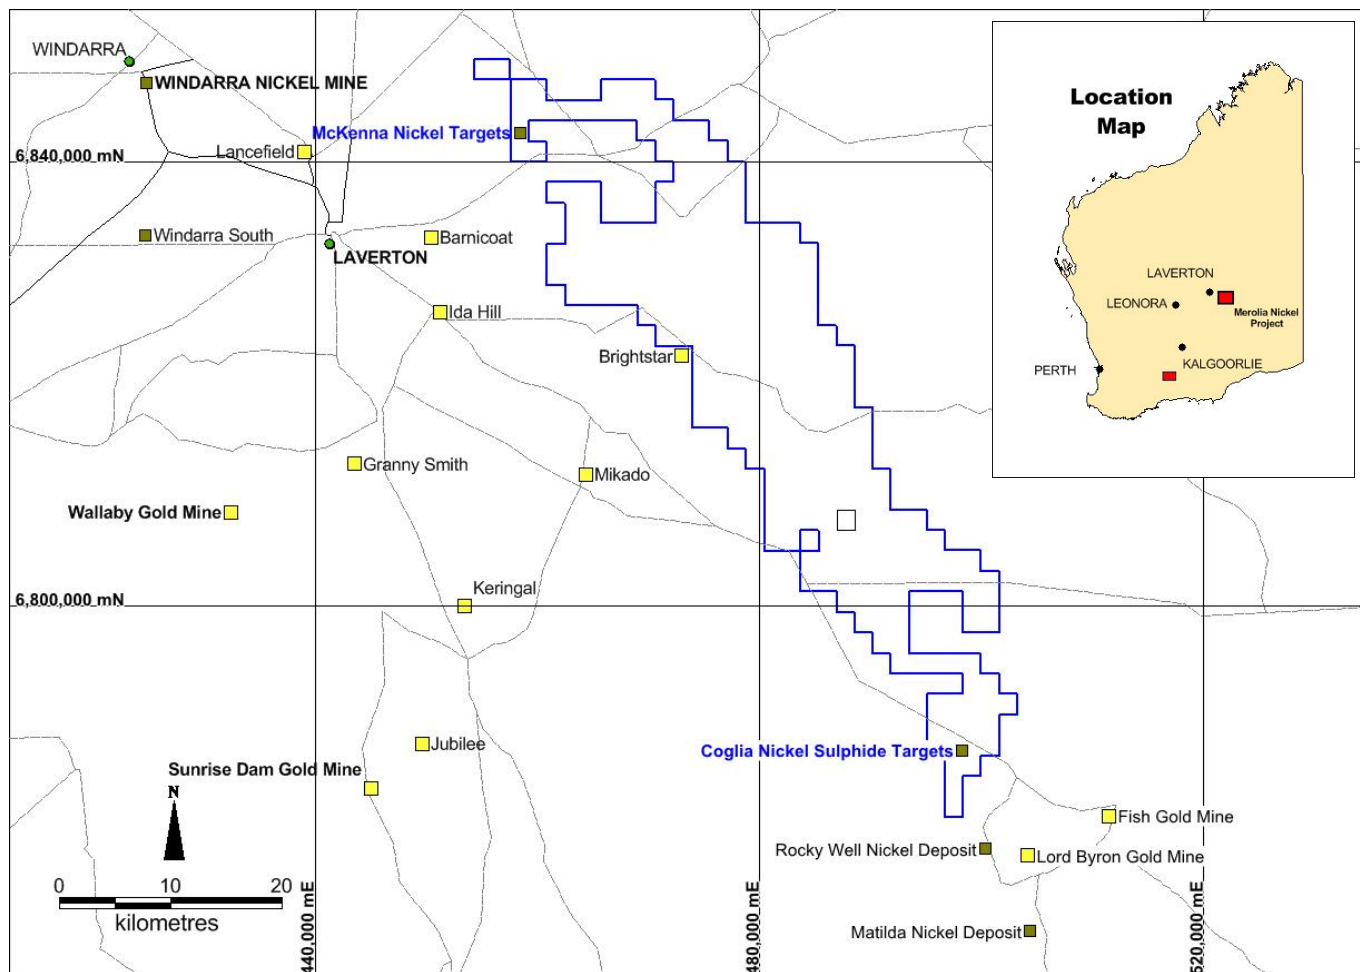 WINDARRA
WINDARRA NICKEL MINE
McKenna Nickel Targets
Lancefield
6,840,000 mN
Windarra South
Barnicoat
LAVERTON
Ida Hill
Brightstar
Granny Smith
Mikado
Wallaby Gold Mine
Keringal
6,800,000 mN
Jubilee
Coglia Nickel Sulphide Targets
Sunrise Dam Gold Mine
N
Fish Gold Mine
Rocky Well Nickel Deposit
Lord Byron Gold Mine
Matilda Nickel Deposit
0 10 20
kilometres
440,000 mE
480,000 mE
520,000 mE
Location
Map
LAVERTON
LEONORA
Merolia Nickel
Project
KALGOORLIE
PERTH